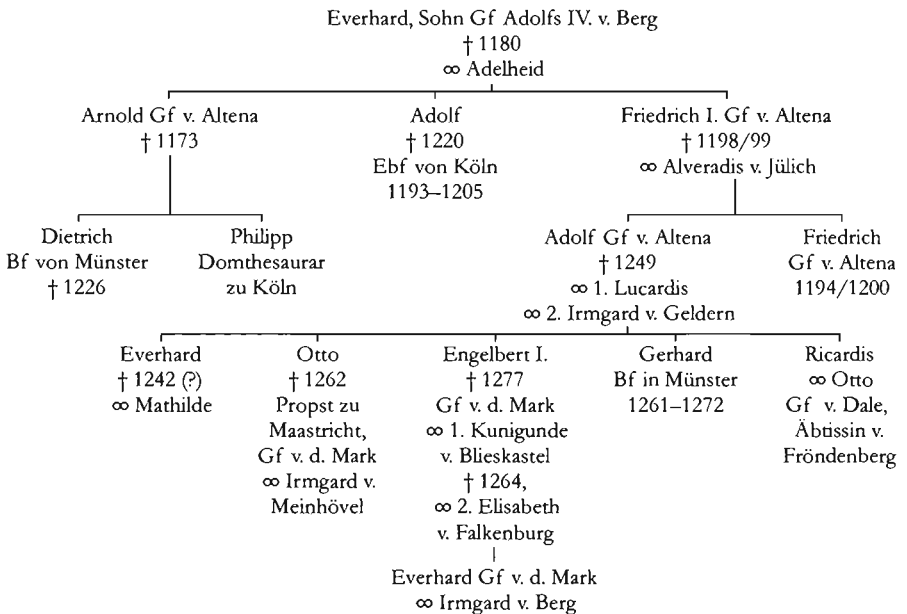 Everhard, Sohn Gf Adolfs IV. v. Berg
† 1180
∞ Adelheid
Arnold Gf v. Altena
† 1173
Adolf
† 1220
Ebf von Köln
1193–1205
Friedrich I. Gf v. Altena
† 1198/99
∞ Alveradis v. Jülich
Dietrich
Bf von Münster
† 1226
Philipp
Domthesaurar
zu Köln
Adolf Gf v. Altena
† 1249
∞ 1. Lucardis
∞ 2. Irmgard v. Geldern
Friedrich
Gf v. Altena
1194/1200
Everhard
† 1242 (?)
∞ Mathilde
Otto
† 1262
Propst zu
Maastricht,
Gf v. d. Mark
∞ Irmgard v.
Meinhövel
Engelbert I.
† 1277
Gf v. d. Mark
∞ 1. Kunigunde
v. Blieskastel
† 1264,
∞ 2. Elisabeth
v. Falkenburg
Gerhard
Bf in Münster
1261–1272
Ricardis
∞ Otto
Gf v. Dale,
Äbtissin v.
Fröndenberg
Everhard Gf v. d. Mark
∞ Irmgard v. Berg